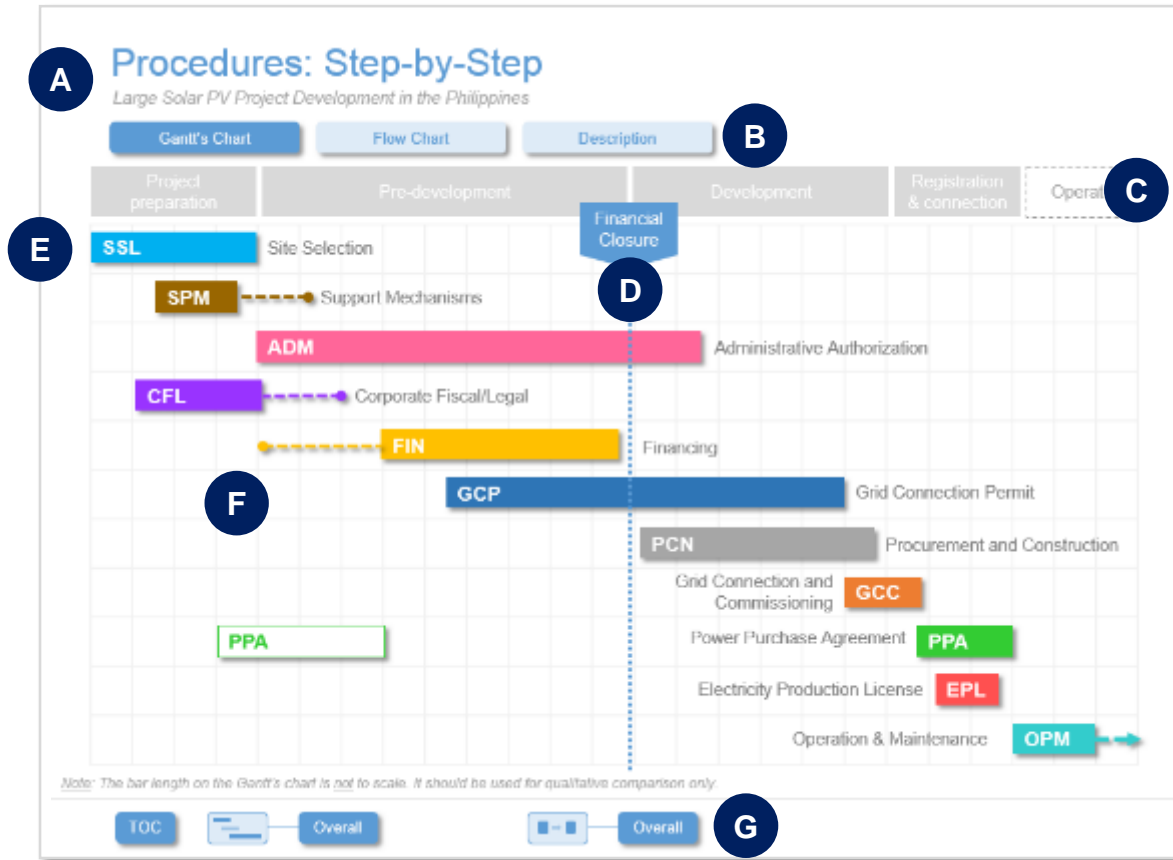 A
Procedures: Step-by-Step
Large Solar PV Project Development in the Philippines
Gantt's Chart
Flow Chart
Description
B
Project
preparation
Pre-development
Development
Registration
& connection
C
Financial
Closure
D
E
SSL
Site Selection
SPM
Support Mechanisms
ADM
Administrative Authorization
CFL
Corporate Fiscal/Legal
FIN
Financing
F
GCP
Grid Connection Permit
PCN
Procurement and Construction
Grid Connection and
Commissioning
GCC
PPA
Power Purchase Agreement
PPA
Electricity Production License
EPL
Operation & Maintenance
OPM
Note: The bar length on the Gantt's chart is not to scale. It should be used for qualitative comparison only.
TOC
Overall
Overall
G